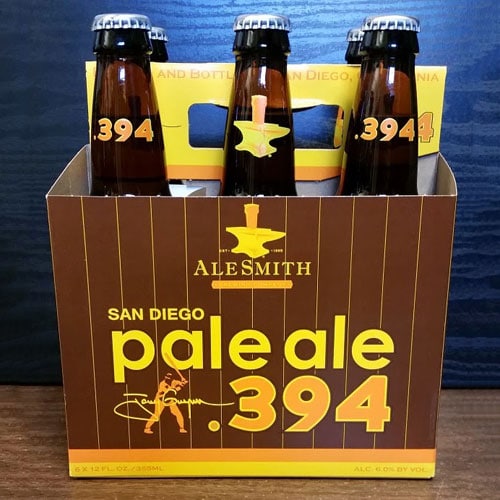 AND BOTTL SAN DIEGO,
.394
.394
EST 1995
ALESMITH
SAN DIEGO
pale ale
.394
6 X 12 FL. OZ./355ML
ALC. 6.0% BY VOL.